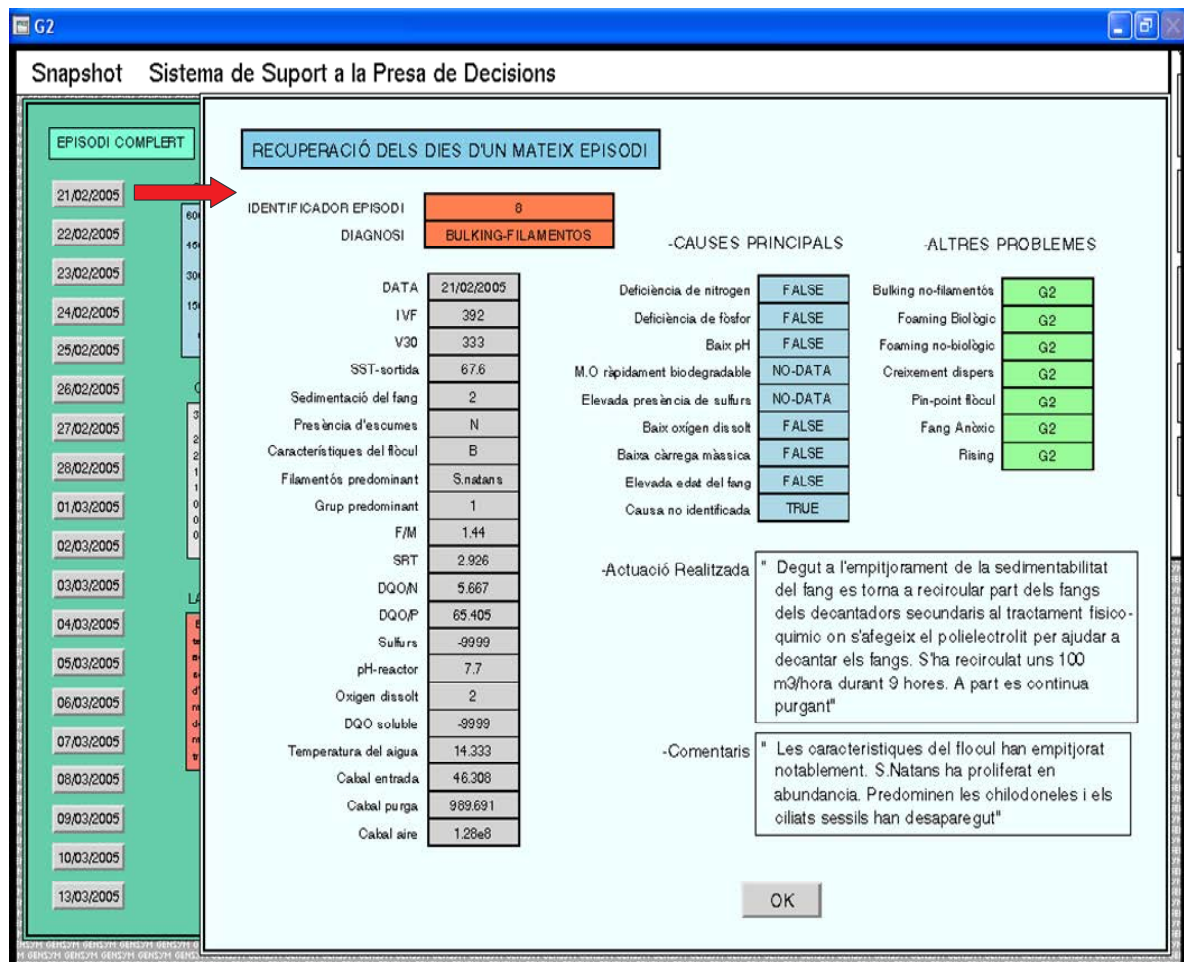 G2
Snapshot Sistema de Suport a la Presa de Decisions
EPISODI COMPLERT
21/02/2005
22/02/2005
23/02/2005
24/02/2005
25/02/2005
26/02/2005
27/02/2005
28/02/2005
01/03/2005
02/03/2005
03/03/2005
04/03/2005
05/03/2005
06/03/2005
07/03/2005
08/03/2005
09/03/2005
10/03/2005
13/03/2005
RECUPERACIÓ DELS DIES D'UN MATEIX EPISODI
IDENTIFICADOR EPISODI 8
DIAGNOSI BULKING-FILAMENTOS
DATA 21/02/2005
IVF 392
V30 333
SST-sortida 67.6
Sedimentació del fang 2
Presència d'escumes N
Característiques del flòcul B
Filamentós predominant S.natans
Grup predominant 1
F/M 1.44
SRT 2.926
DQO/N 5.667
DQO/P 65.405
Sulfurs -9999
pH-reactor 7.7
Oxigen dissolt 2
DQO soluble -9999
Temperatura del aigua 14.333
Cabal entrada 46.308
Cabal purga 989.691
Cabal aire 1.28e8
-CAUSES PRINCIPALS
Deficiència de nitrogen FALSE
Deficiència de fòsfor FALSE
Baix pH FALSE
M.O ràpidament biodegradable NO-DATA
Elevada presència de sulfurs NO-DATA
Baix oxígen dissolt FALSE
Baixa càrrega màssica FALSE
Elevada edat del fang FALSE
Causa no identificada TRUE
-ALTRES PROBLEMES
Bulking no-filamentós G2
Foaming Biològic G2
Foaming no-biològic G2
Creixement dispers G2
Pin-point flòcul G2
Fang Anòxic G2
Rising G2
-Actuació Realitzada
" Degut a l'empitjorament de la sedimentabilitat
del fang es torna a recircular part dels fangs
dels decantadors secundaris al tractament fisico-
quimic on s'afegeix el polielectrolit per ajudar a
decantar els fangs. S'ha recirculat uns 100
m3/hora durant 9 hores. A part es continua
purgant"
-Comentaris
" Les caracteristiques del flocul han empitjorat
notablement. S.Natans ha proliferat en
abundancia. Predominen les chilodoneles i els
ciliats sessils han desaparegut"
OK